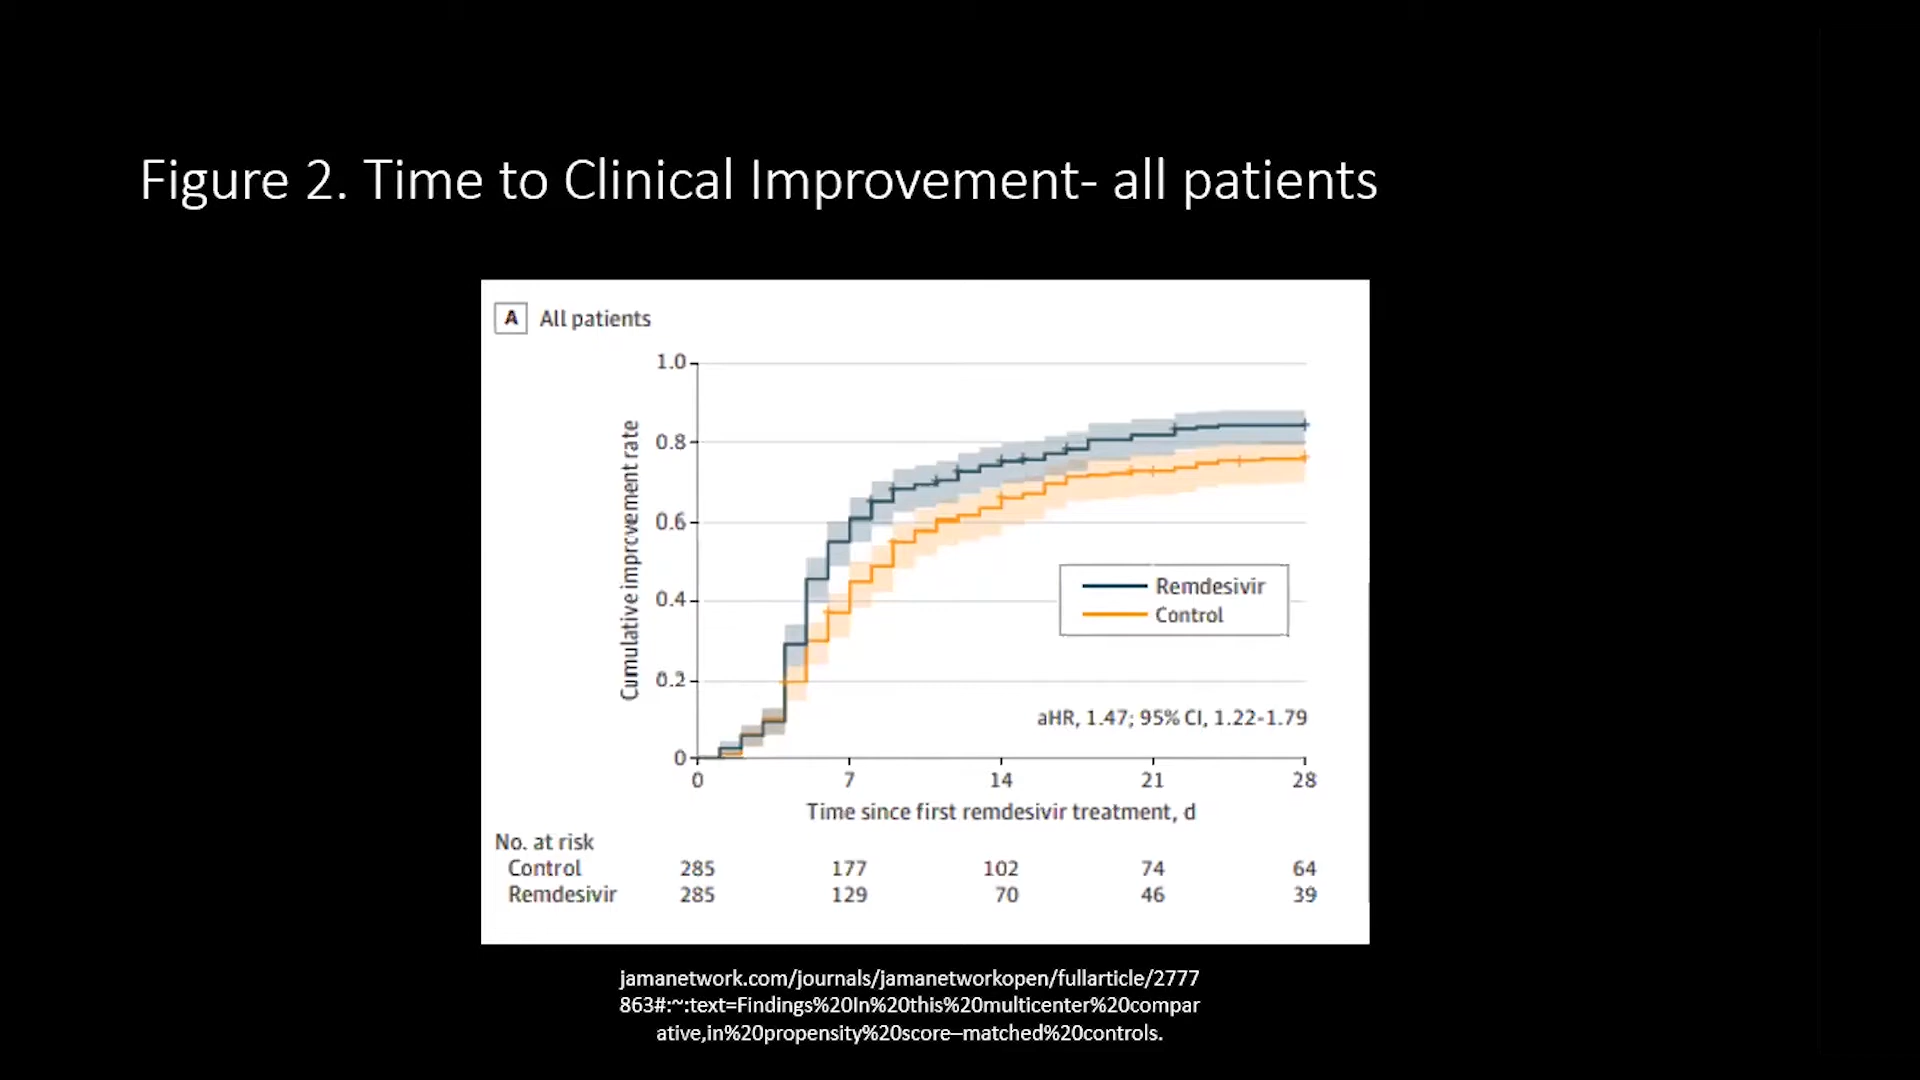 Figure 2. Time to Clinical Improvement- all patients
A All patients
Cumulative improvement rate
1.0
0.8
0.6
0.4
0.2
0
Remdesivir
Control
aHR, 1.47; 95% CI, 1.22-1.79
0 7 14 21 28
Time since first remdesivir treatment, d
No. at risk
Control 285 177 102 74 64
Remdesivir 285 129 70 46 39
jamanetwork.com/journals/jamanetworkopen/fullarticle/2777
863#:~:text=Findings%20In%20this%20multicenter%20compar
ative,in%20propensity%20score–matched%20controls.